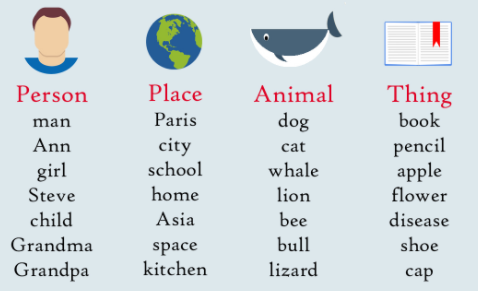 Person Place Animal Thing
man Paris dog book
Ann city cat pencil
girl school whale apple
Steve home lion flower
child Asia bee disease
Grandma space bull shoe
Grandpa kitchen lizard cap